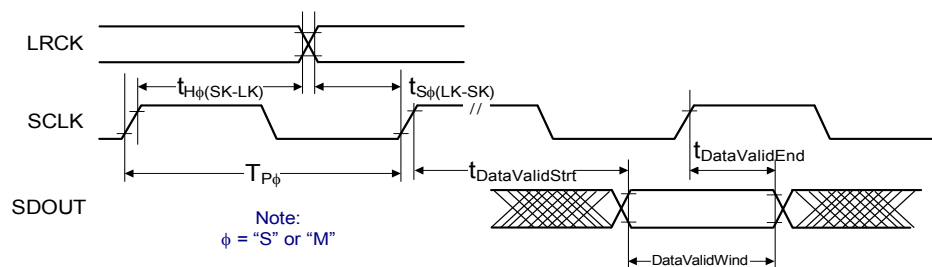 LRCK
tHϕ(SK-LK)
tSϕ(LK-SK)
SCLK
//
tDataValidEnd
TPϕ
tDataValidStrt
SDOUT
Note:
ϕ = “S” or “M”
DataValidWind